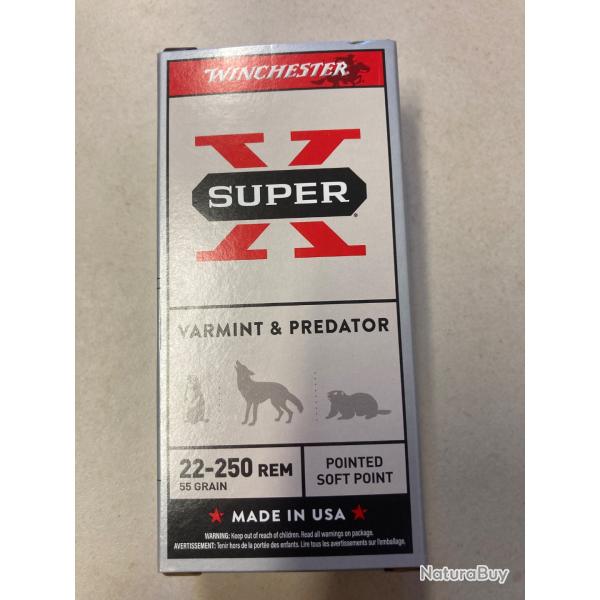 WINCHESTER
SUPER X
®
VARMINT & PREDATOR
22-250 REM
55 GRAIN
POINTED
SOFT POINT
★ MADE IN USA ★
WARNING: Keep out of reach of children. Read all warnings on package.
AVERTISSEMENT: Tenir hors de la portée des enfants. Lire tous les avertissements sur l'emballage.
NaturaBuy